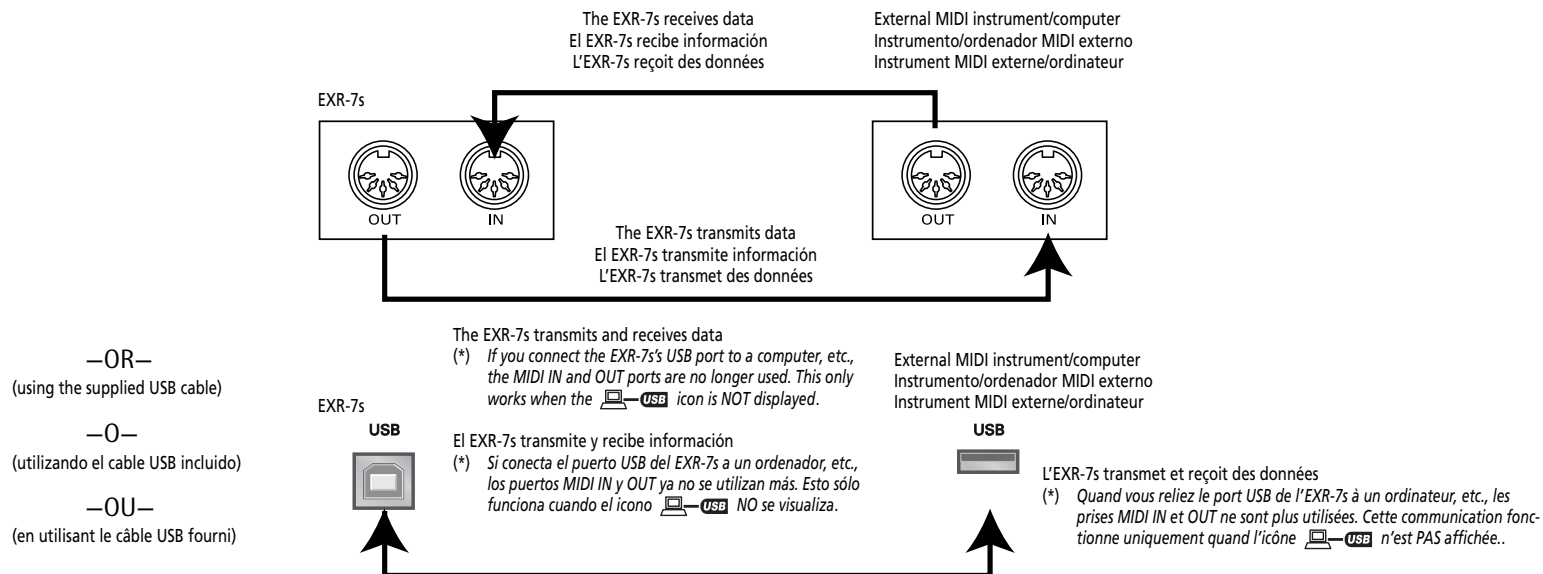 The EXR-7s receives data
El EXR-7s recibe información
L’EXR-7s reçoit des données
External MIDI instrument/computer
Instrumento/ordenador MIDI externo
Instrument MIDI externe/ordinateur
EXR-7s
OUT
IN
OUT
IN
The EXR-7s transmits data
El EXR-7s transmite información
L’EXR-7s transmet des données
—OR—
(using the supplied USB cable)
—O—
(utilizando el cable USB incluido)
—OU—
(en utilisant le câble USB fourni)
EXR-7s
USB
The EXR-7s transmits and receives data
(*) If you connect the EXR-7s's USB port to a computer, etc.,
the MIDI IN and OUT ports are no longer used. This only
works when the USB icon is NOT displayed.
El EXR-7s transmite y recibe información
(*) Si conecta el puerto USB del EXR-7s a un ordenador, etc.,
los puertos MIDI IN y OUT ya no se utilizan más. Esto sólo
funciona cuando el icono USB NO se visualiza.
External MIDI instrument/computer
Instrumento/ordenador MIDI externo
Instrument MIDI externe/ordinateur
USB
L’EXR-7s transmet et reçoit des données
(*) Quand vous reliez le port USB de l’EXR-7s à un ordinateur, etc., les
prises MIDI IN et OUT ne sont plus utilisées. Cette communication fonc-
tionne uniquement quand l’icône USB n’est PAS affichée..